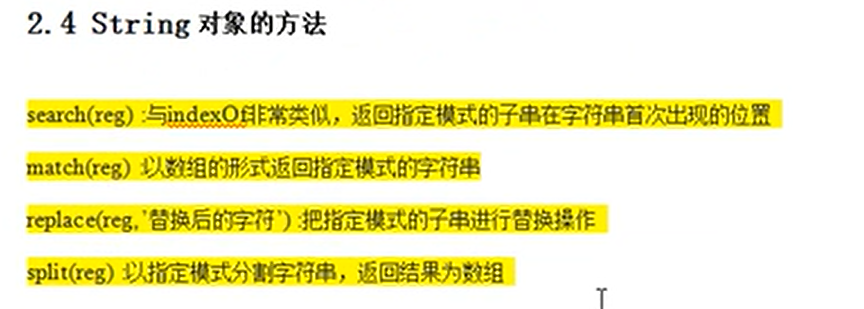 2.4 String 对象的方法
search(reg) :与indexOf非常类似，返回指定模式的子串在字符串首次出现的位置
match(reg) :以数组的形式返回指定模式的字符串
replace(reg,'替换后的字符') :把指定模式的子串进行替换操作
split(reg) :以指定模式分割字符串，返回结果为数组